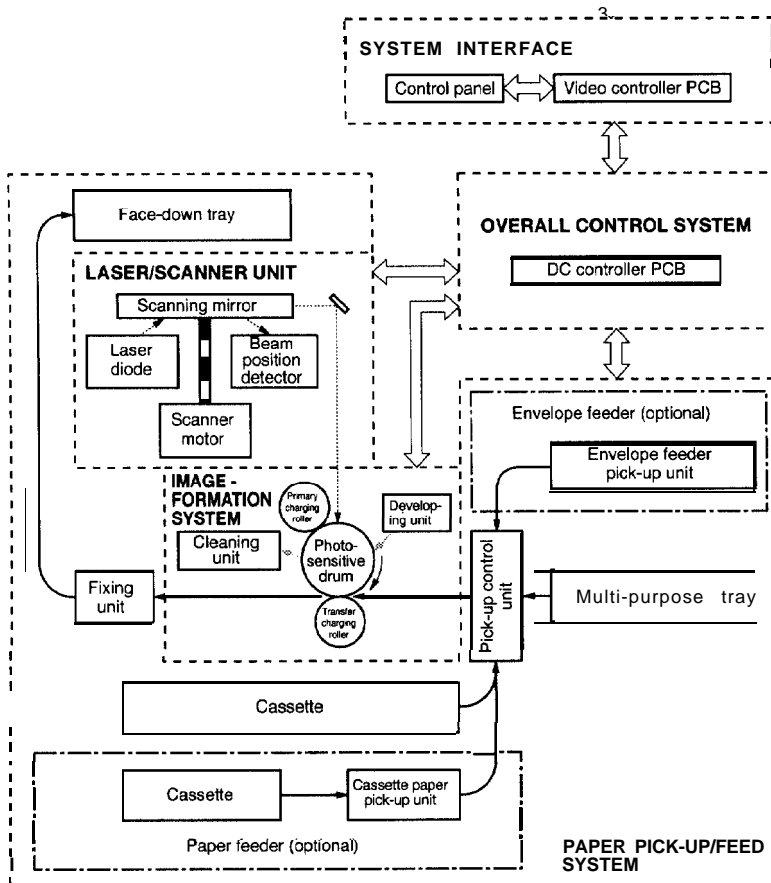 3
SYSTEM INTERFACE
Control panel
Video controller PCB
Face-down tray
OVERALL CONTROL SYSTEM
DC controller PCB
LASER/SCANNER UNIT
Scanning mirror
Laser
diode
Beam
position
detector
Scanner
motor
Envelope feeder (optional)
Envelope feeder
pick-up unit
IMAGE -
FORMATION
SYSTEM
Primary
charging
roller
Develop-
ing unit
Cleaning
unit
Photo-
sensitive
drum
Fixing
unit
Transfer
charging
roller
Pick-up control
unit
Multi-purpose tray
Cassette
Cassette
Cassette paper
pick-up unit
Paper feeder (optional)
PAPER PICK-UP/FEED
SYSTEM